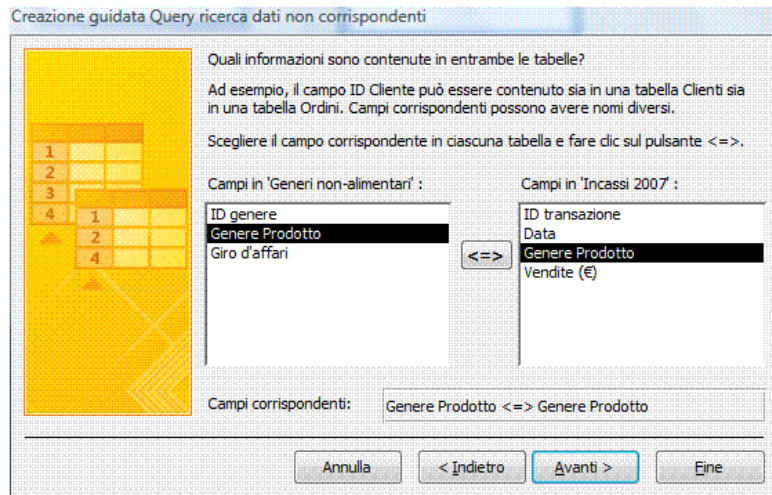 Creazione guidata Query ricerca dati non corrispondenti
Quali informazioni sono contenute in entrambe le tabelle?
Ad esempio, il campo ID Cliente può essere contenuto sia in una tabella Clienti sia
in una tabella Ordini. Campi corrispondenti possono avere nomi diversi.
Scegliere il campo corrispondente in ciascuna tabella e fare clic sul pulsante <=>.
Campi in 'Generi non-alimentari' :
ID genere
Genere Prodotto
Giro d'affari
<=>
Campi in 'Incassi 2007' :
ID transazione
Data
Genere Prodotto
Vendite (€)
1
2
3
4
1
2
4
Campi corrispondenti:
Genere Prodotto <=> Genere Prodotto
Annulla
< Indietro
Avanti >
Fine